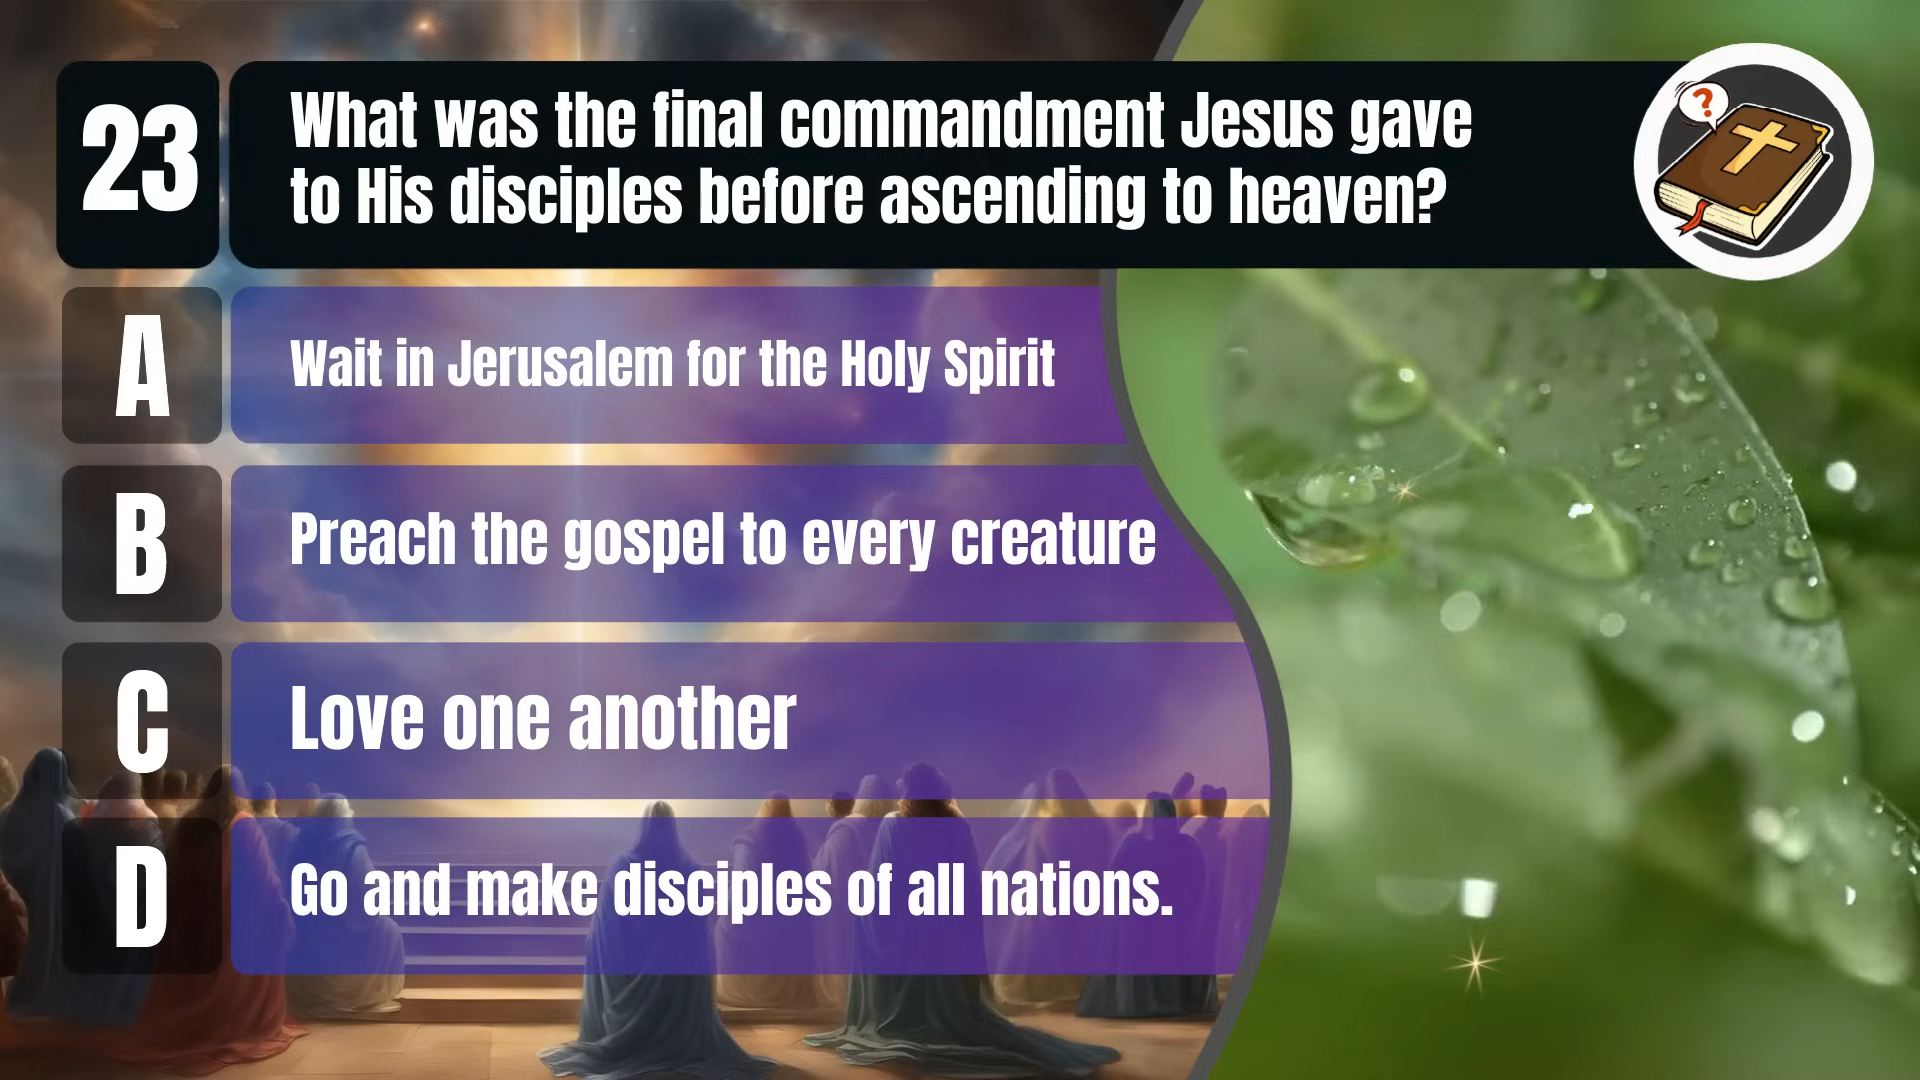 23
What was the final commandment Jesus gave
to His disciples before ascending to heaven?
?
A
Wait in Jerusalem for the Holy Spirit
B
Preach the gospel to every creature
C
Love one another
D
Go and make disciples of all nations.